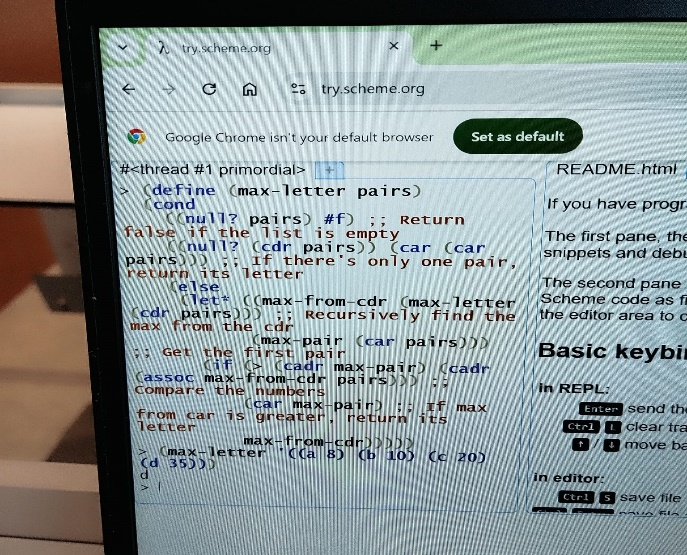 try.scheme.org
try.scheme.org
Google Chrome isn't your default browser
Set as default
#<thread #1 primordial>
+
> (define (max-letter pairs)
(cond
((null? pairs) #f) ;; Return
false if the list is empty
((null? (cdr pairs)) (car (car
pairs))) ;; If there's only one pair,
return its letter
(else
(let* ((max-from-cdr (max-letter
(cdr pairs))) ;; Recursively find the
max from the cdr
(max-pair (car pairs)))
;; Get the first pair
(if (> (cadr max-pair) (cadr
(assoc max-from-cdr pairs))) ;;
Compare the numbers
(car max-pair) ;; If max
from car is greater, return its
letter
max-from-cdr)))))
> (max-letter '((a 8) (b 10) (c 20)
(d 35)))
d
>
README.html
If you have progr
The first pane, the
snippets and debu
The second pane
Scheme code as fi
the editor area to c
Basic keybin
in REPL:
Enter send the
Ctrl L clear tra
↑ / ↓ move ba
in editor:
Ctrl S save file